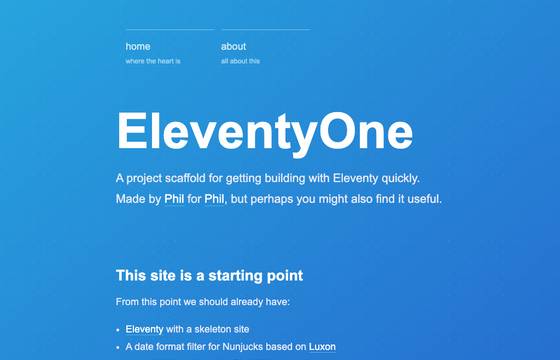 home
about
where the heart is
all about this
EleventyOne
A project scaffold for getting building with Eleventy quickly.
Made by Phil for Phil, but perhaps you might also find it useful.
This site is a starting point
From this point we should already have:
• Eleventy with a skeleton site
• A date format filter for Nunjucks based on Luxon